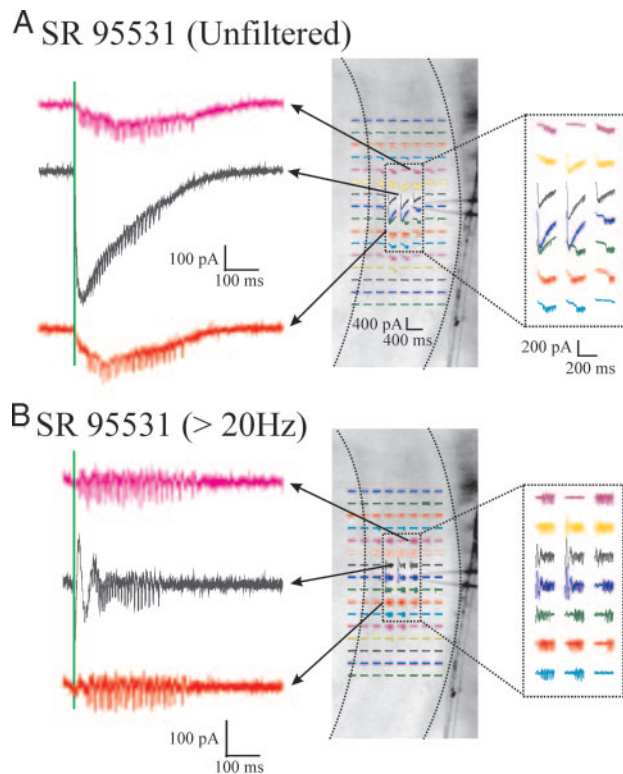 A SR 95531 (Unfiltered)
100 pA
100 ms
400 pA
400 ms
200 pA
200 ms
B SR 95531 (> 20Hz)
100 pA
100 ms